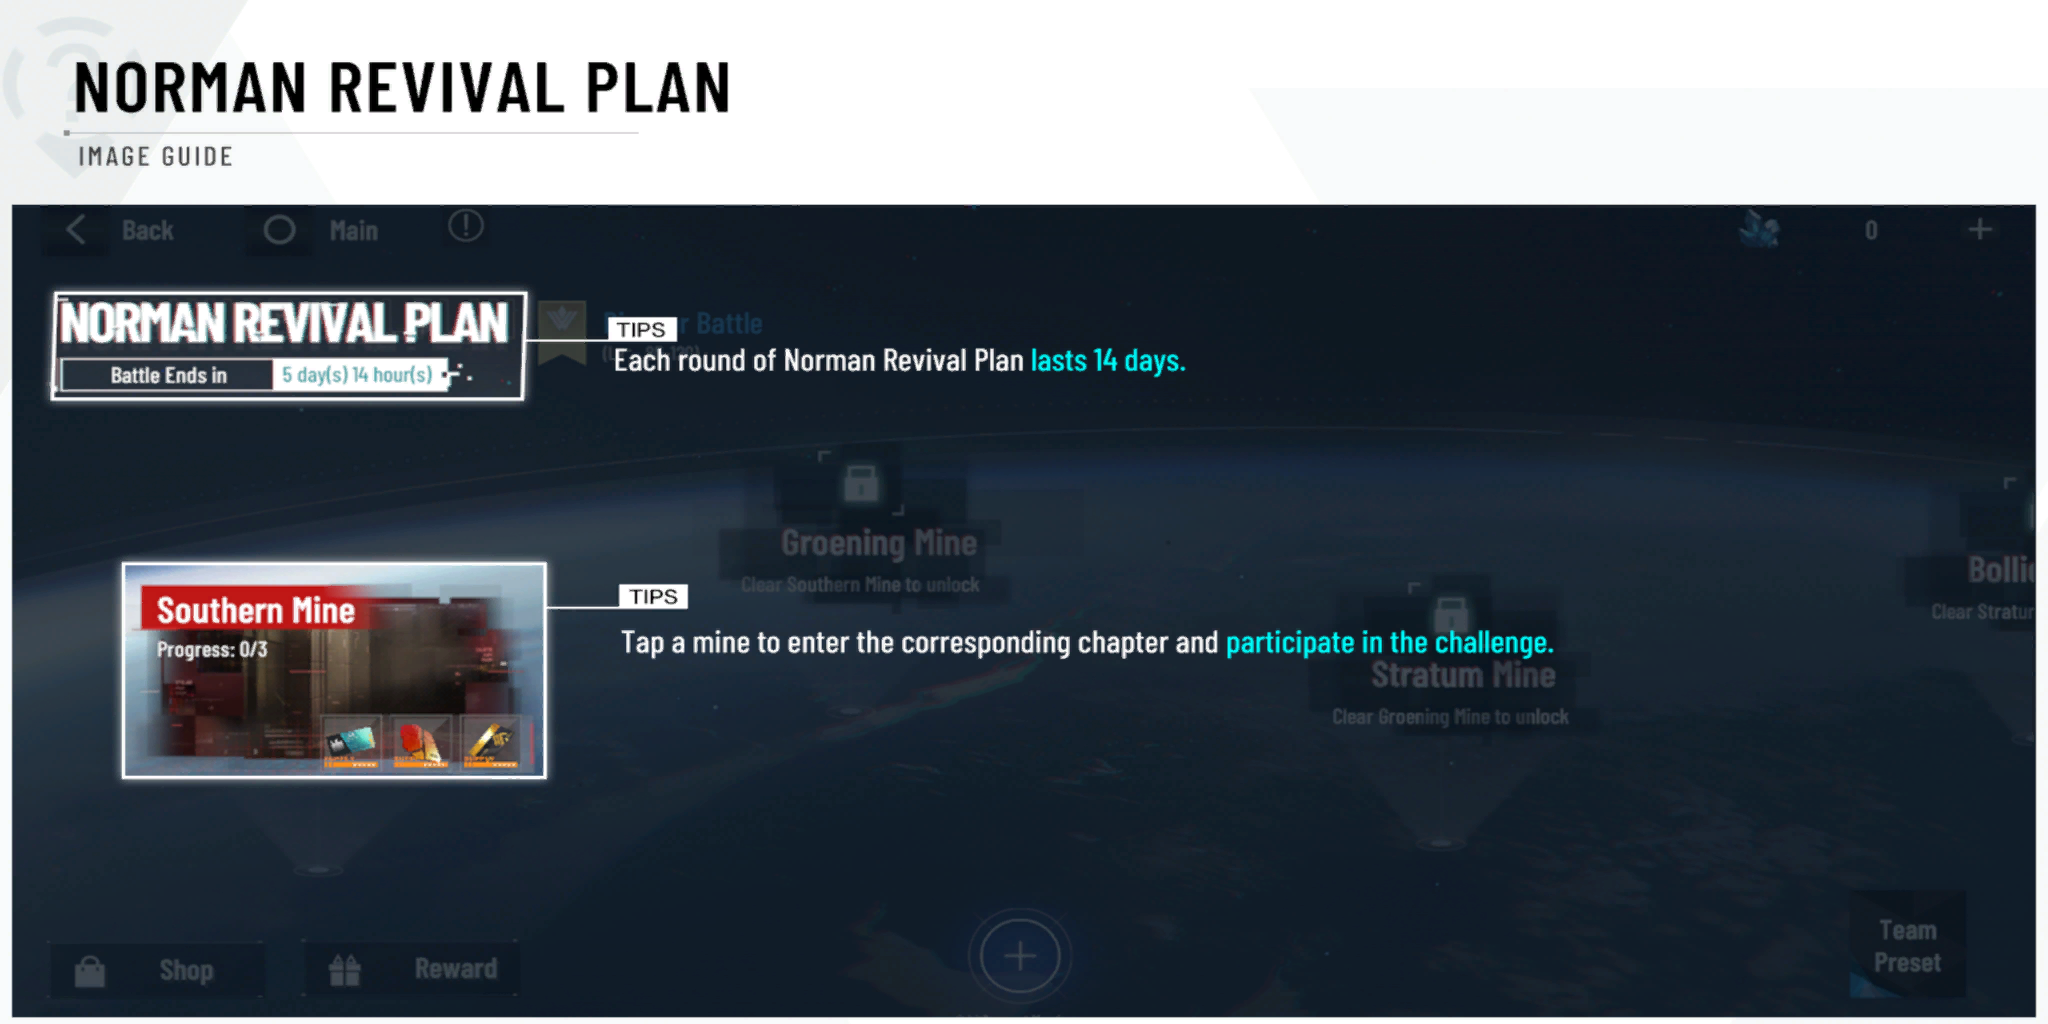 NORMAN REVIVAL PLAN
IMAGE GUIDE
Back
Main
0
NORMAN REVIVAL PLAN
Battle Ends in
5 day(s) 14 hour(s)
Battle
TIPS
Each round of Norman Revival Plan lasts 14 days.
Groening Mine
Clear Southern Mine to unlock
Southern Mine
Progress: 0/3
TIPS
Tap a mine to enter the corresponding chapter and participate in the challenge.
Stratum Mine
Clear Groening Mine to unlock
Shop
Reward
Team
Preset